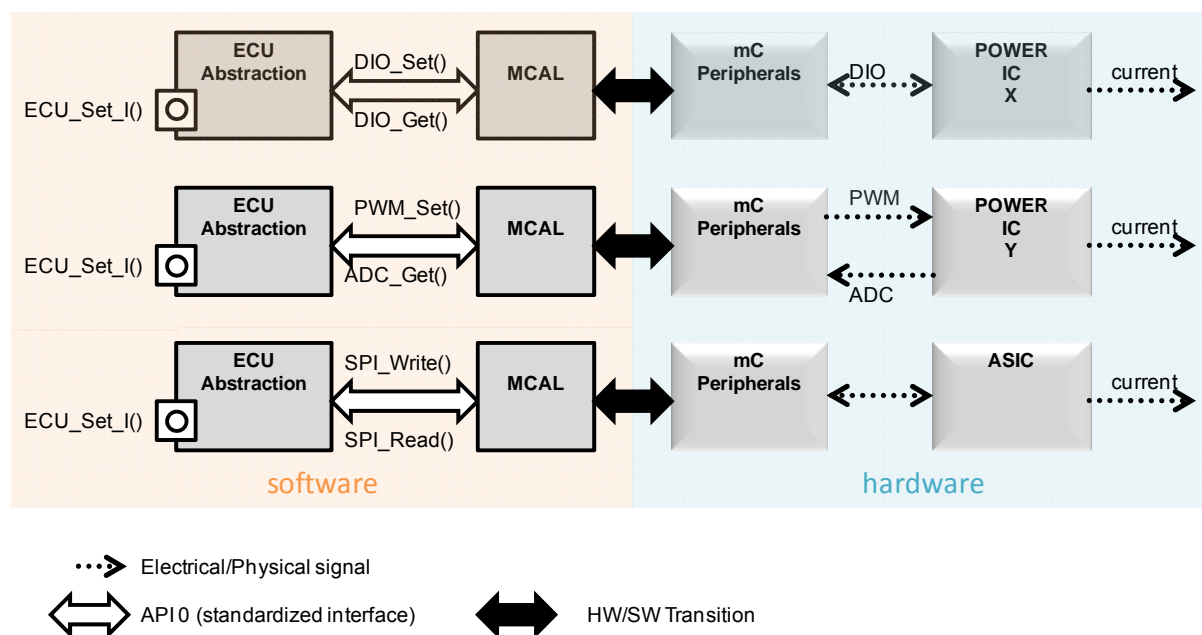 ECU
Abstraction
DIO_Set()
DIO_Get()
MCAL
mC
Peripherals
DIO
POWER
IC
X
current
ECU_Set_I()
ECU
Abstraction
PWM_Set()
ADC_Get()
MCAL
mC
Peripherals
PWM
ADC
POWER
IC
Y
current
ECU_Set_I()
ECU
Abstraction
SPI_Write()
SPI_Read()
MCAL
mC
Peripherals
ASIC
current
ECU_Set_I()
software
hardware
Electrical/Physical signal
API 0 (standardized interface)
HW/SW Transition